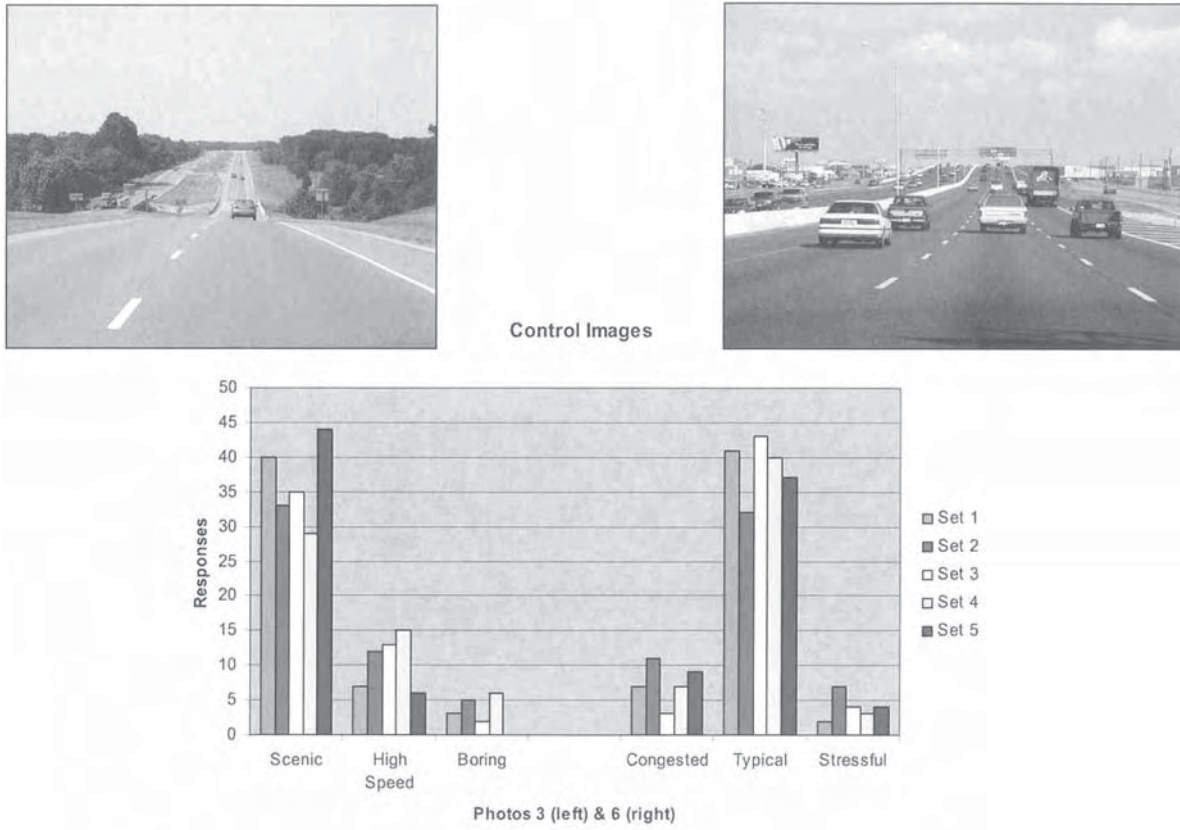 Control Images
50
45
40
35
30
25
20
15
10
5
0
Responses
Scenic
High
Speed
Boring
Congested
Typical
Stressful
Set 1
Set 2
Set 3
Set 4
Set 5
Photos 3 (left) & 6 (right)